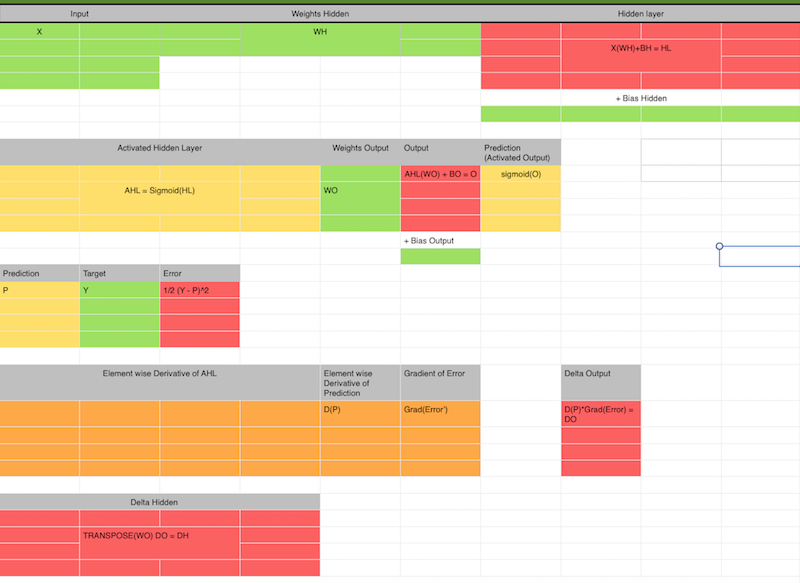 Input Weights Hidden Hidden layer
X WH
X(WH)+BH = HL
+ Bias Hidden
Activated Hidden Layer Weights Output Output Prediction
(Activated Output)
AHL(WO) + BO = O sigmoid(O)
AHL = Sigmoid(HL) WO
+ Bias Output
Prediction Target Error
P Y 1/2 (Y - P)^2
Element wise Derivative of AHL Element wise Gradient of Error Delta Output
Derivative of
Prediction
D(P) Grad(Error') D(P)*Grad(Error) =
DO
Delta Hidden
TRANSPOSE(WO) DO = DH